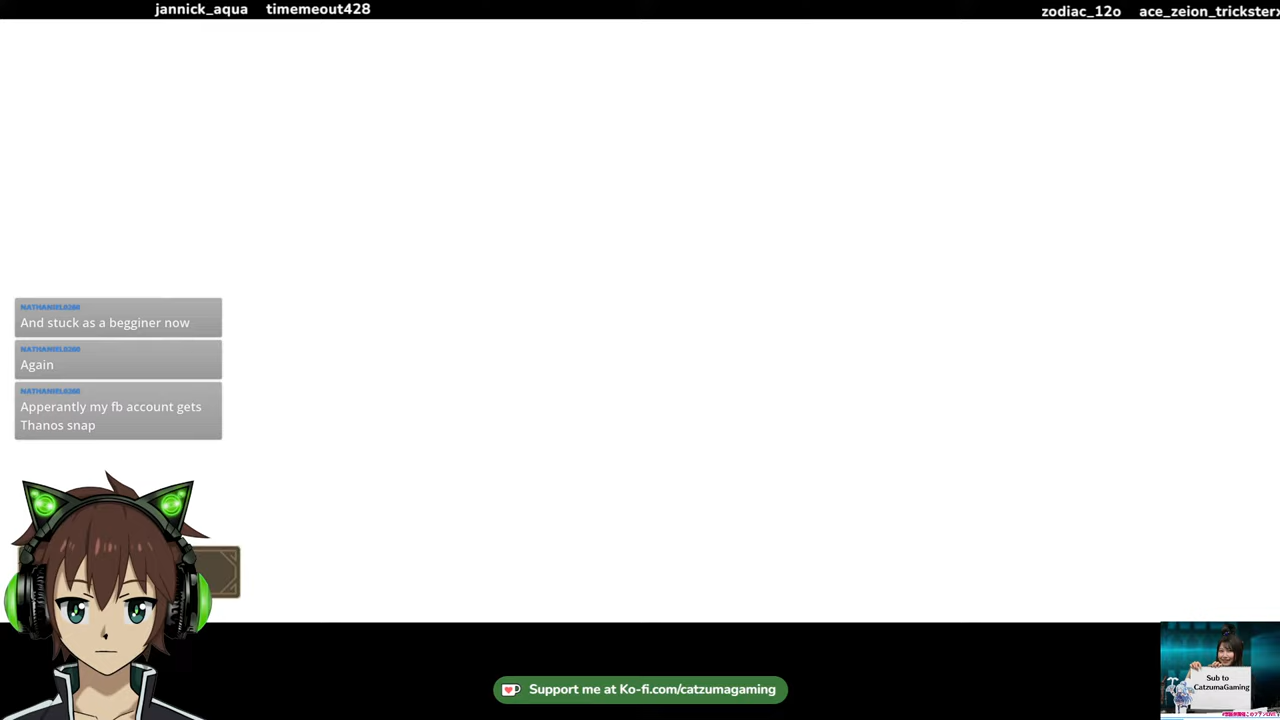 jannick_aqua timemeout428 zodiac_12o ace_zeion_tricksterx
And stuck as a begginer now
Again
Apperantly my fb account gets
Thanos snap
Support me at Ko-fi.com/catzumagaming
Sub to
CatzumaGaming